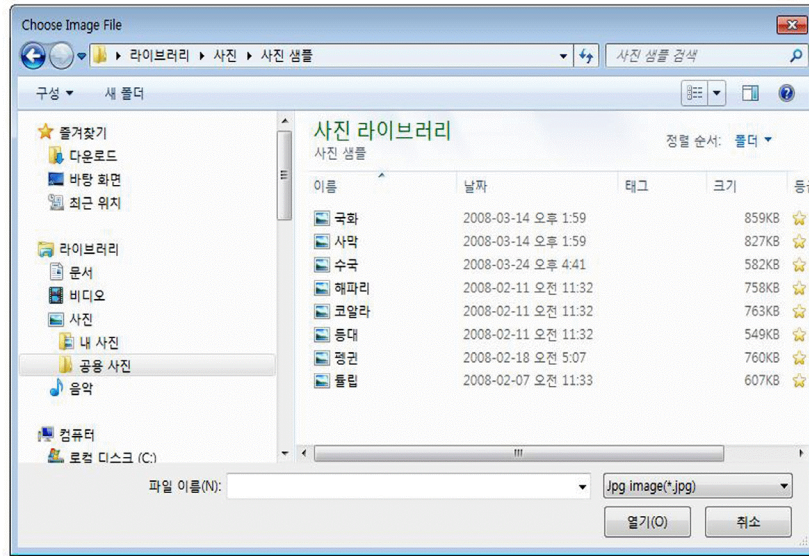 Choose Image File
라이브러리 ▸ 사진 ▸ 사진 샘플
사진 샘플 검색
구성
새 폴더
즐겨찾기
다운로드
바탕 화면
최근 위치
라이브러리
문서
비디오
사진
내 사진
공용 사진
음악
컴퓨터
로컬 디스크 (C:)
사진 라이브러리
사진 샘플
정렬 순서: 폴더
이름 날짜 태그 크기
국화 2008-03-14 오후 1:59 859KB
사막 2008-03-14 오후 1:59 827KB
수국 2008-03-24 오후 4:41 582KB
해파리 2008-02-11 오전 11:32 758KB
코알라 2008-02-11 오전 11:32 763KB
등대 2008-02-11 오전 11:32 549KB
펭귄 2008-02-18 오전 5:07 760KB
튤립 2008-02-07 오전 11:33 607KB
파일 이름(N):
Jpg image(*.jpg)
열기(O)
취소